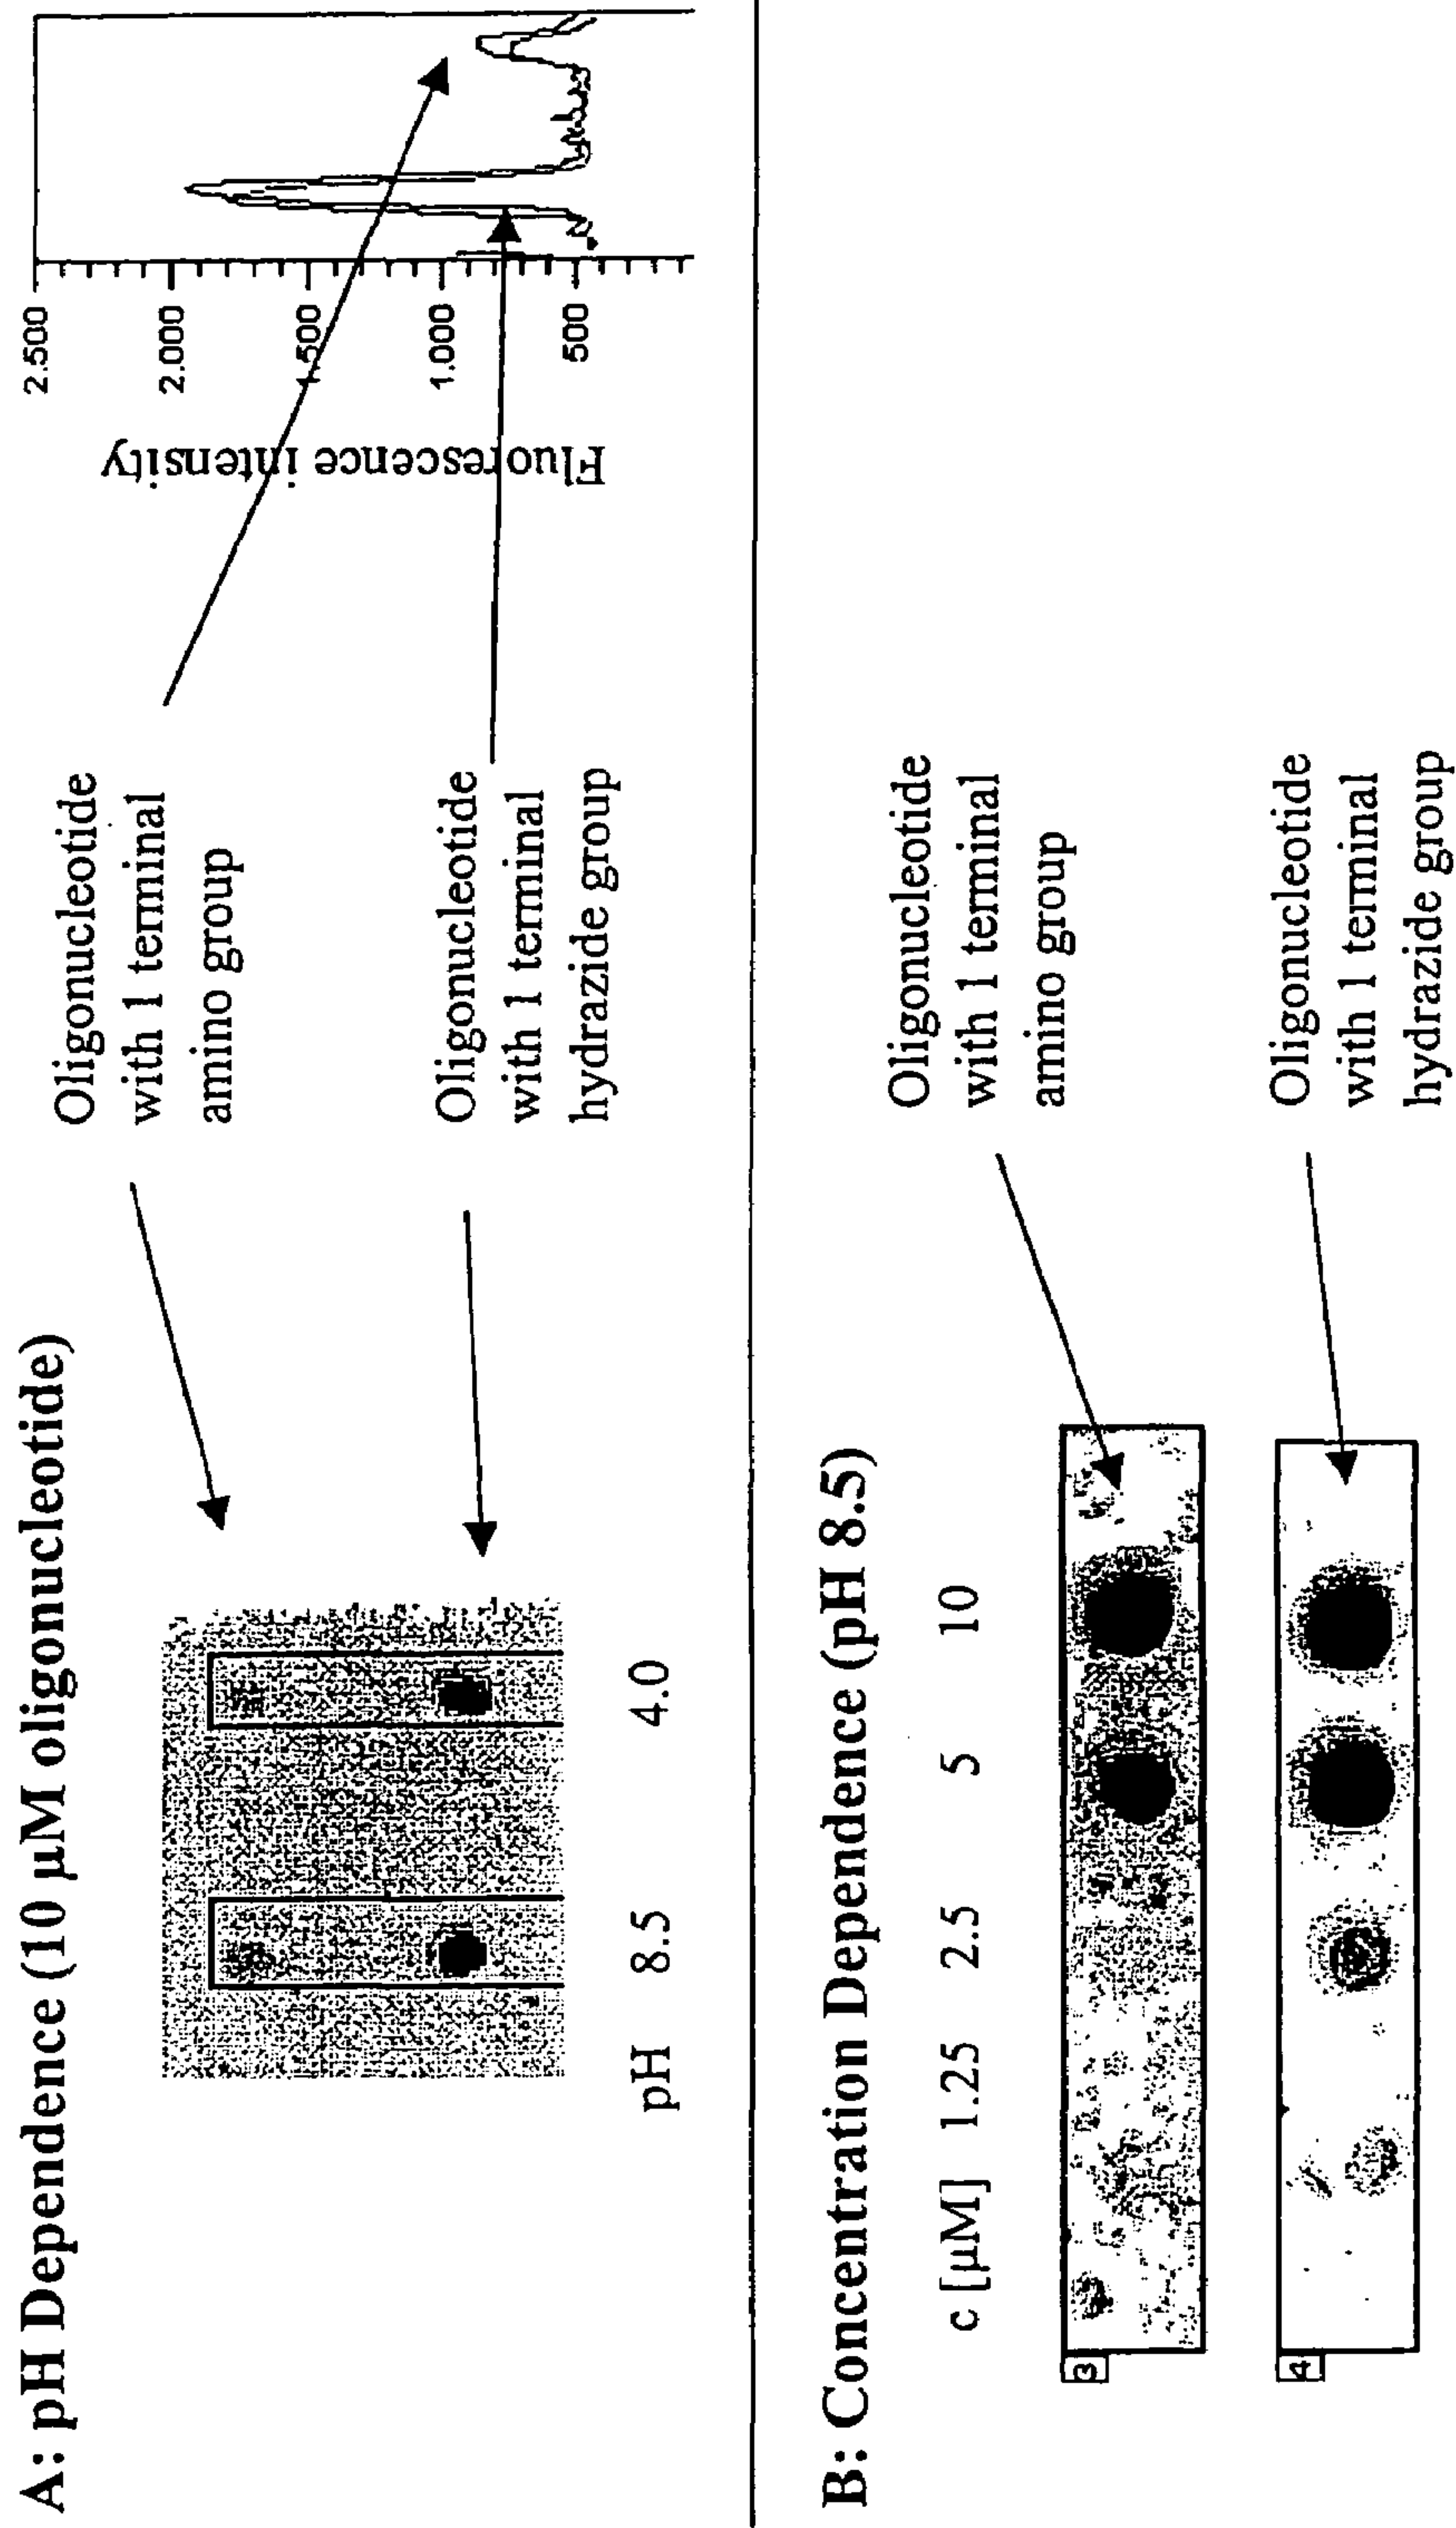 A: pH Dependence (10 µM oligonucleotide)
Oligonucleotide
with 1 terminal
amino group
Oligonucleotide
with 1 terminal
hydrazide group
pH 8.5 4.0
Fluorescence intensity
2.500
2.000
1.500
1.000
500
B: Concentration Dependence (pH 8.5)
c [µM] 1.25 2.5 5 10
3
Oligonucleotide
with 1 terminal
amino group
4
Oligonucleotide
with 1 terminal
hydrazide group